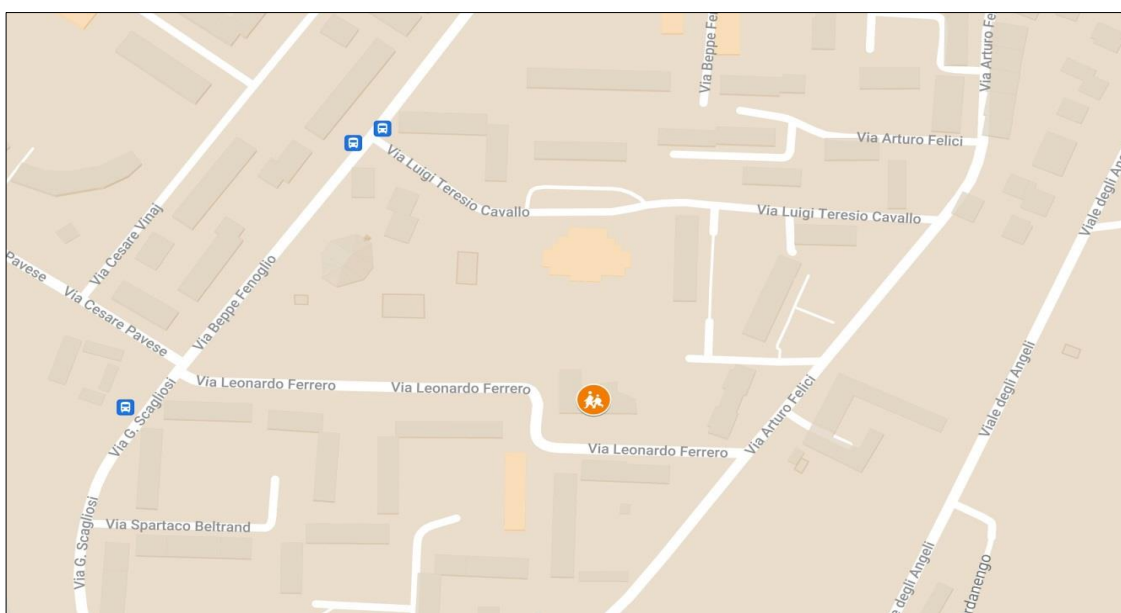 Via Beppe Fe
Via Arturo Fe
Via Arturo Felici
Via Luigi Teresio Cavallo
Via Luigi Teresio Cavallo
Viale degli Ang
Via Cesare Vinaj
Pavese
Via Cesare Pavese
Via Beppe Fenoglio
Via Leonardo Ferrero
Via Leonardo Ferrero
Viale degli Angeli
Via G. Scagliosi
Via Arturo Felici
Via Leonardo Ferrero
Via Spartaco Beltrand
Via G. Scagliosi
e degli Angeli
rdanengo